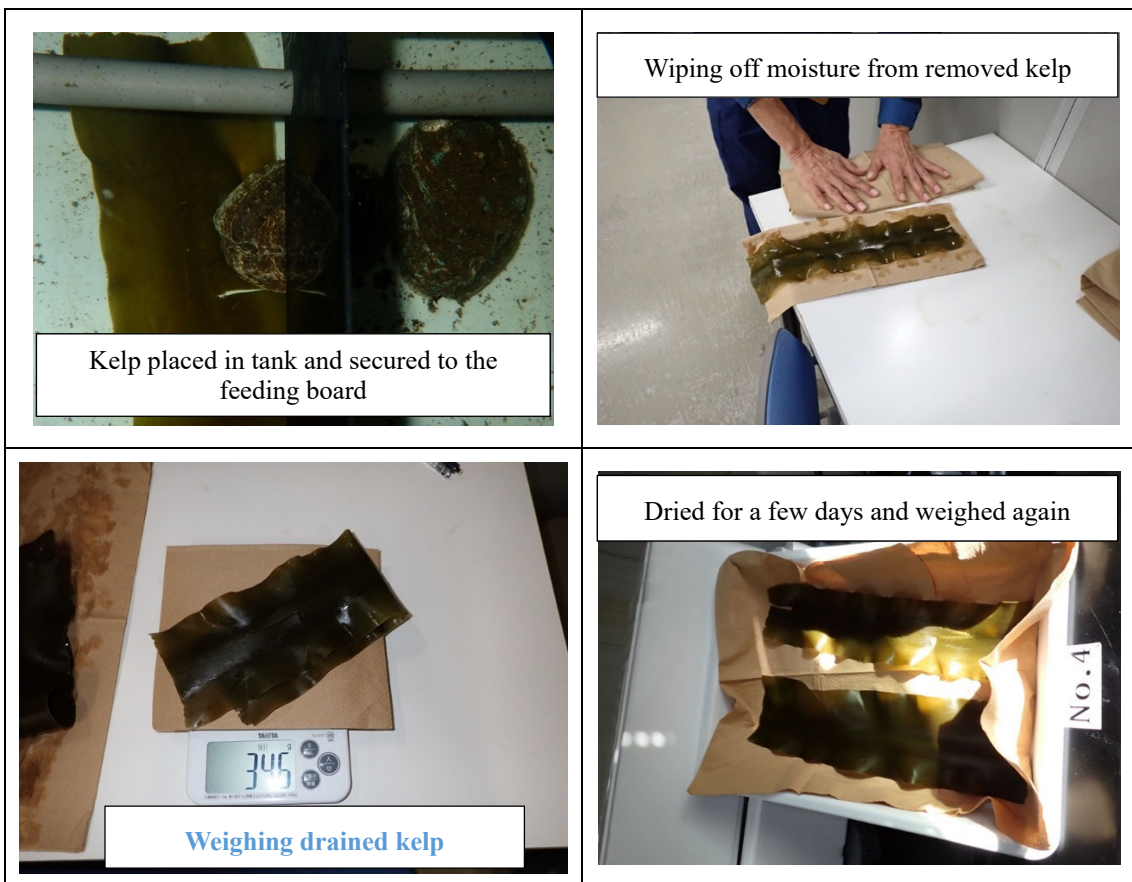 Kelp placed in tank and secured to the
feeding board
Wiping off moisture from removed kelp
TANITA
g
346
Weighing drained kelp
Dried for a few days and weighed again
No.4